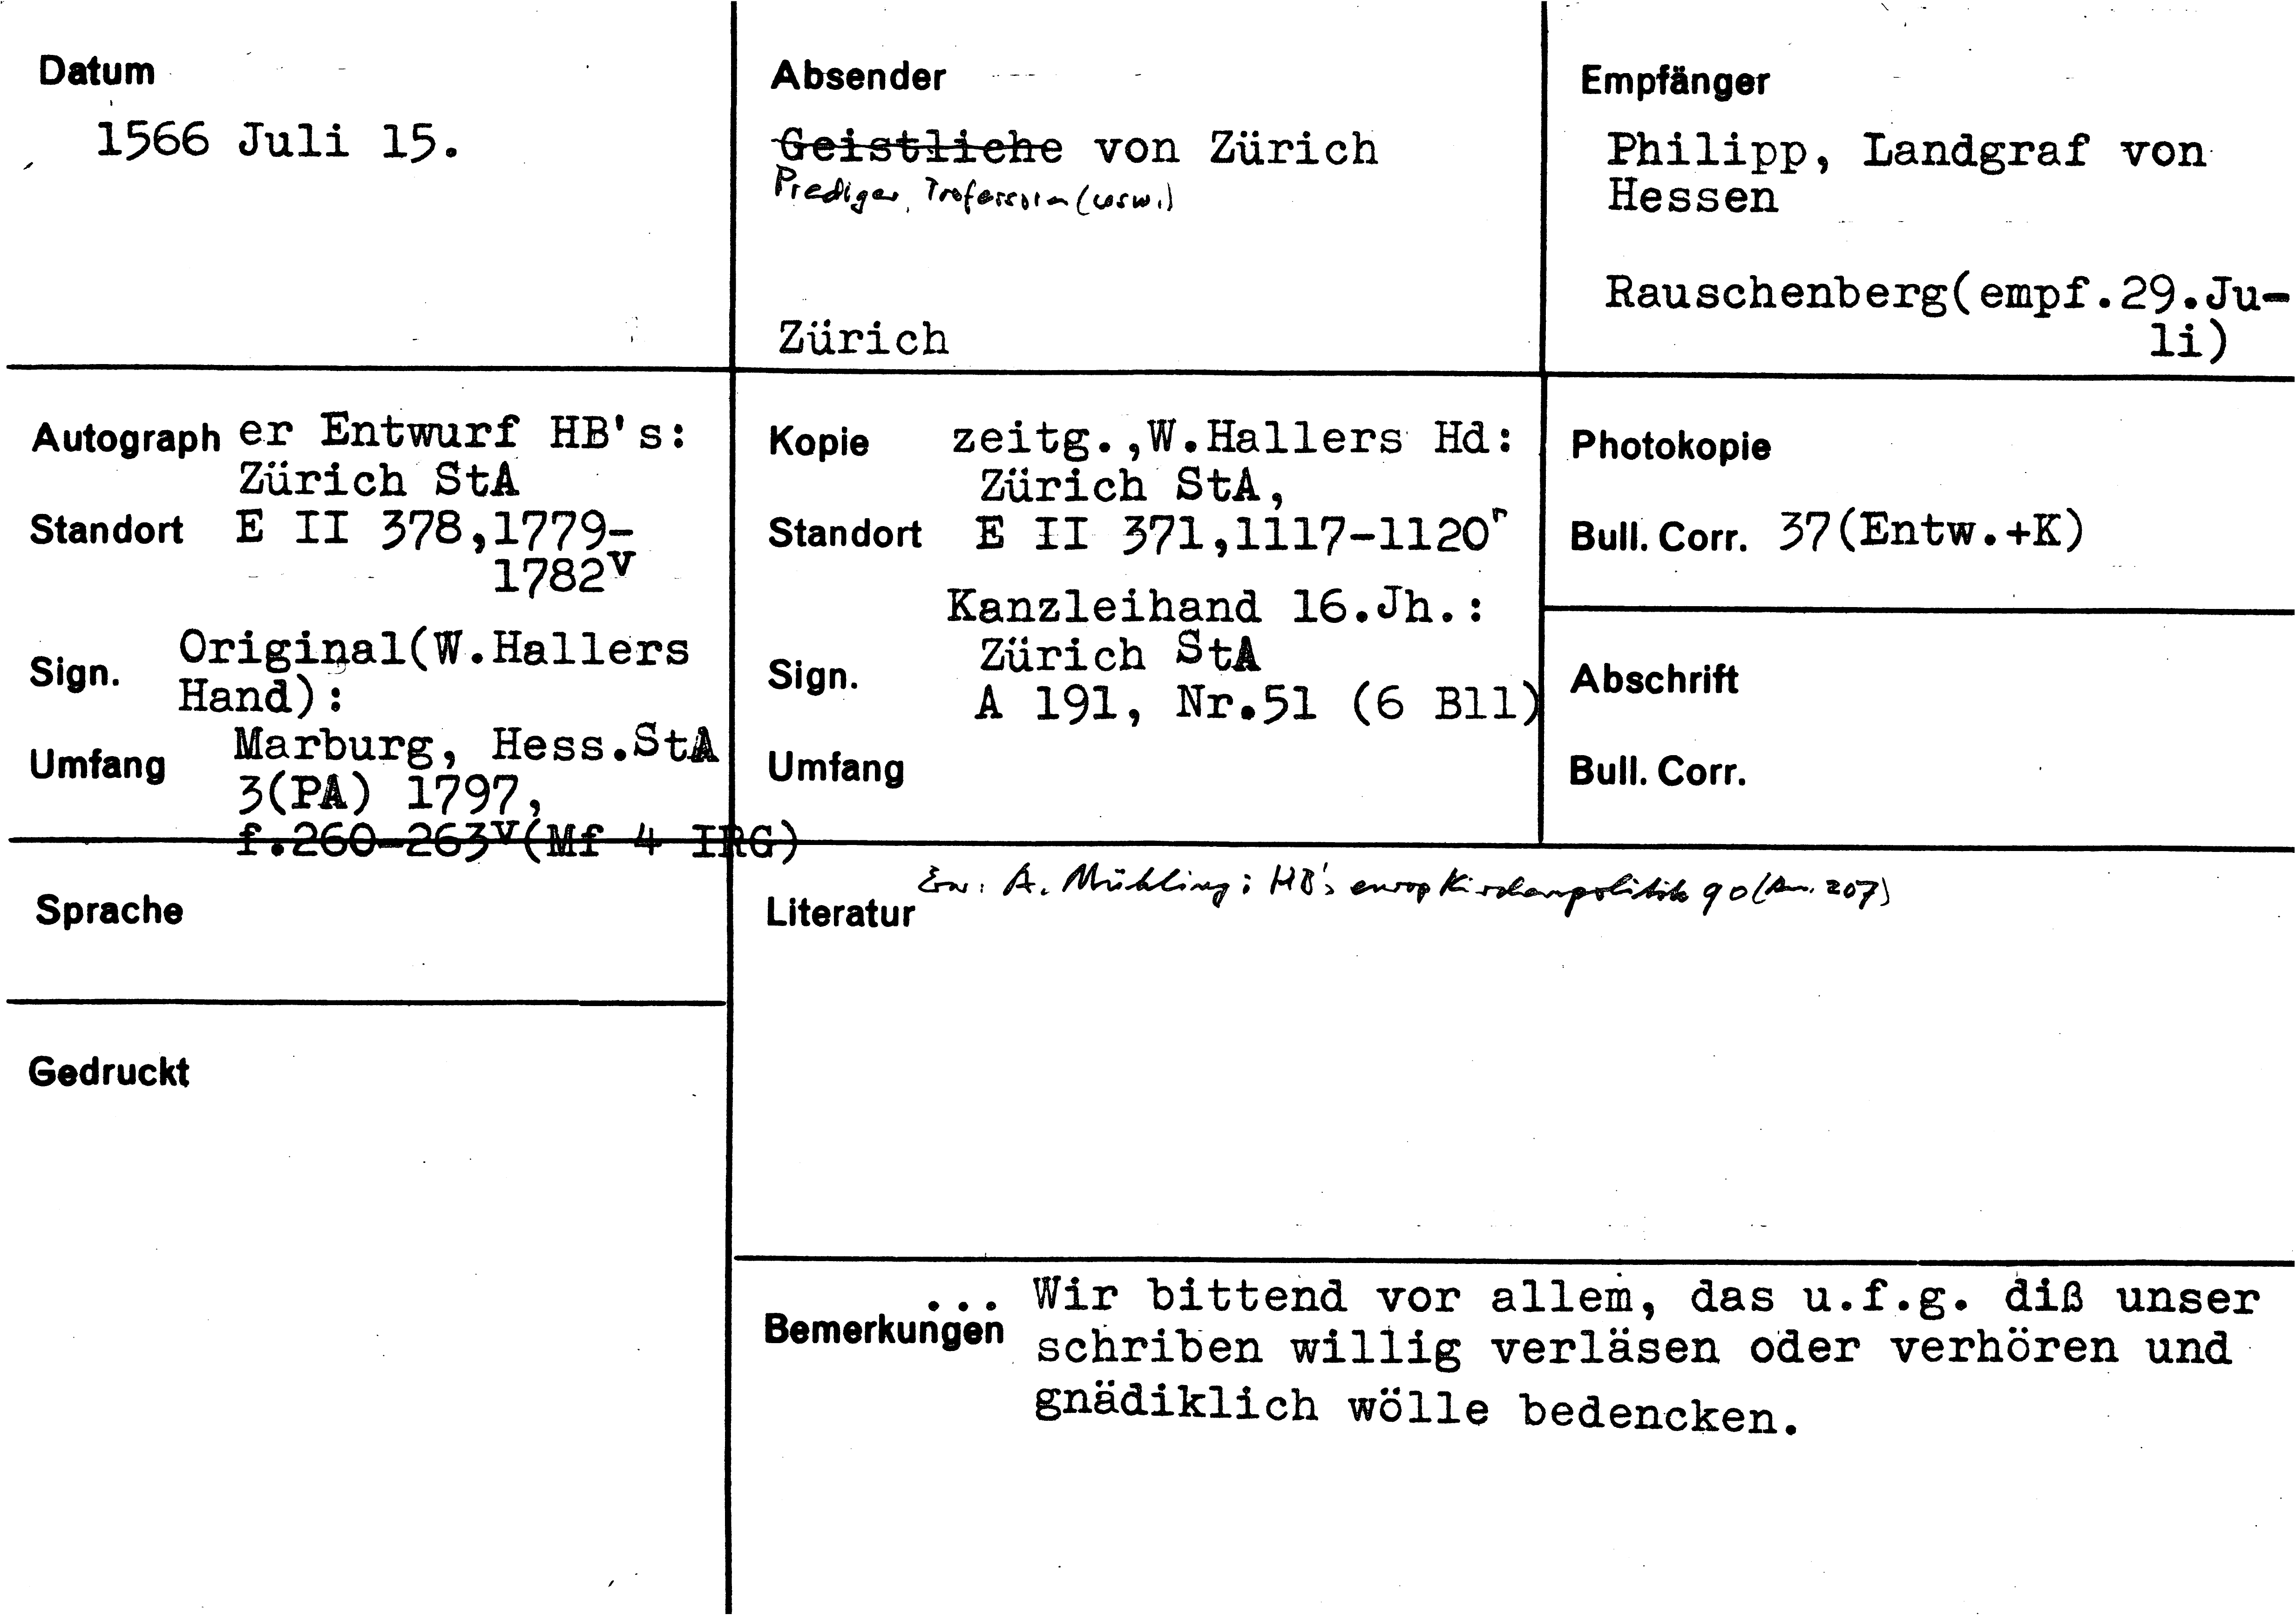 Datum
1566 Juli 15.
Absender
Geistliche von Zürich
Prediger, Professoren (usw.)
Zürich
Empfänger
Philipp, Landgraf von
Hessen
Rauschenberg(empf.29.Ju-
li)
Autograph er Entwurf HB's:
Zürich StA
Standort E II 378,1779-
1782v
Sign. Original(W.Hallers
Hand):
Umfang Marburg, Hess.StA
3(PA) 1797,
f.260-263v(Mf 4 IRG)
Kopie zeitg.,W.Hallers Hd:
Zürich StA,
Standort E II 371,1117-1120r
Kanzleihand 16.Jh.:
Zürich StA
Sign. A 191, Nr.51 (6 Bll)
Umfang
Photokopie
Bull. Corr. 37(Entw.+K)
Abschrift
Bull. Corr.
Sprache
Gedruckt
Literatur A. Mühling: HB's europ Kirchenpolitik 90 (Anm. 207)
Bemerkungen ... Wir bittend vor allem, das u.f.g. diß unser
schriben willig verläsen oder verhören und
gnädiklich wölle bedencken.